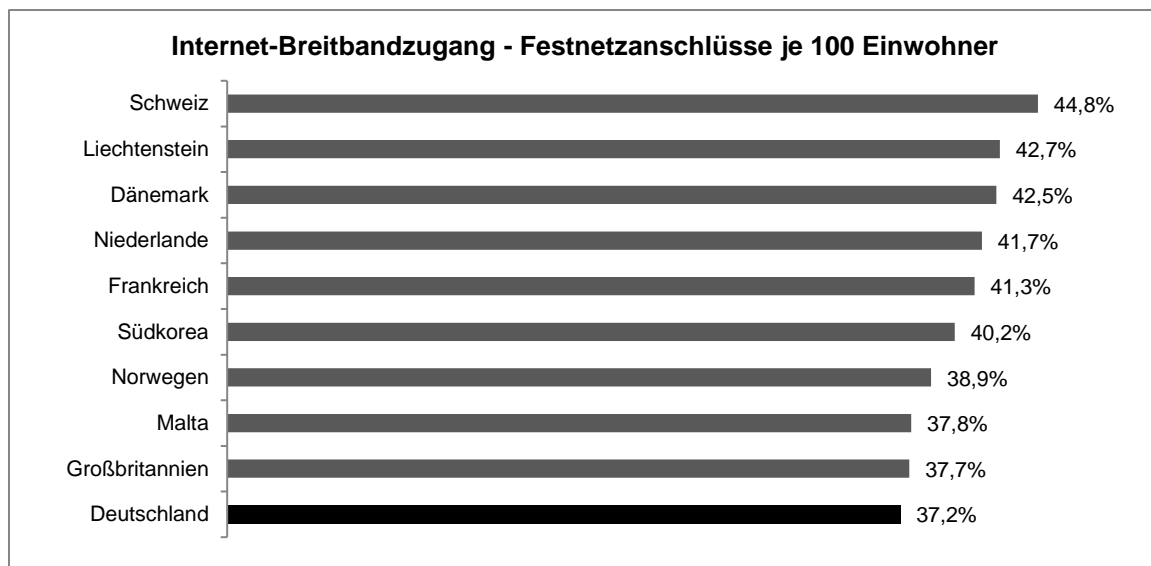 Internet-Breitbandzugang - Festnetzanschlüsse je 100 Einwohner
Schweiz 44,8%
Liechtenstein 42,7%
Dänemark 42,5%
Niederlande 41,7%
Frankreich 41,3%
Südkorea 40,2%
Norwegen 38,9%
Malta 37,8%
Großbritannien 37,7%
Deutschland 37,2%